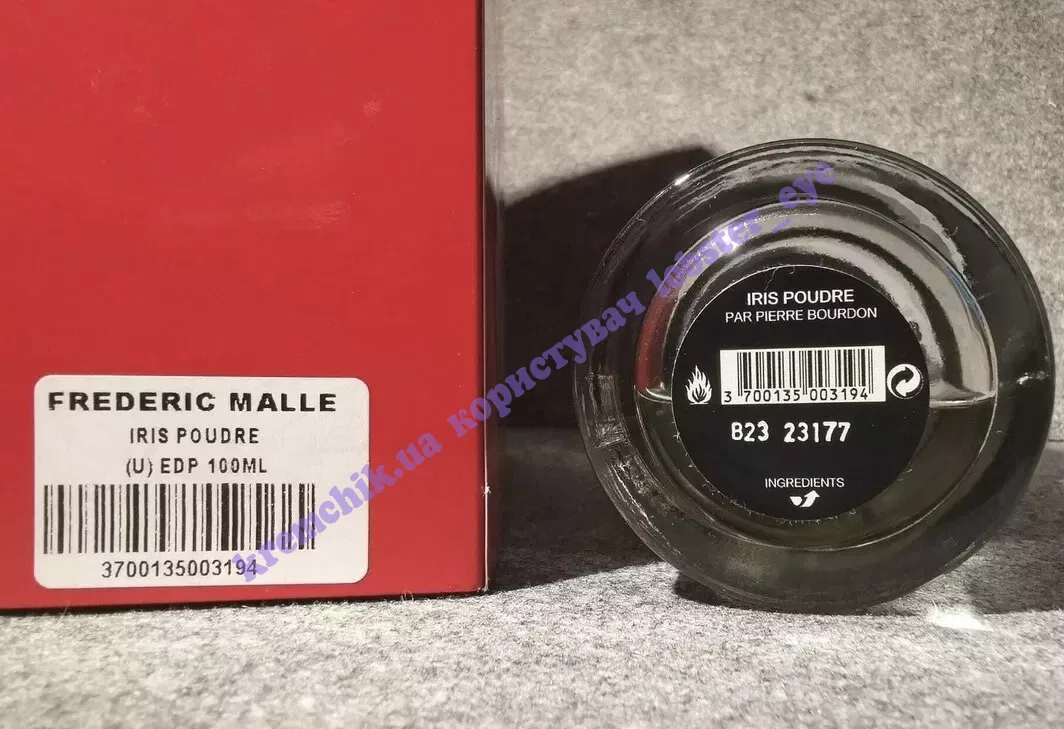 FREDERIC MALLE
IRIS POUDRE
(U) EDP 100ML
3700135003194
IRIS POUDRE
PAR PIERRE BOURDON
3 700135 003194
B23 23177
INGREDIENTS
kremchik.ua користувач lobster_eye